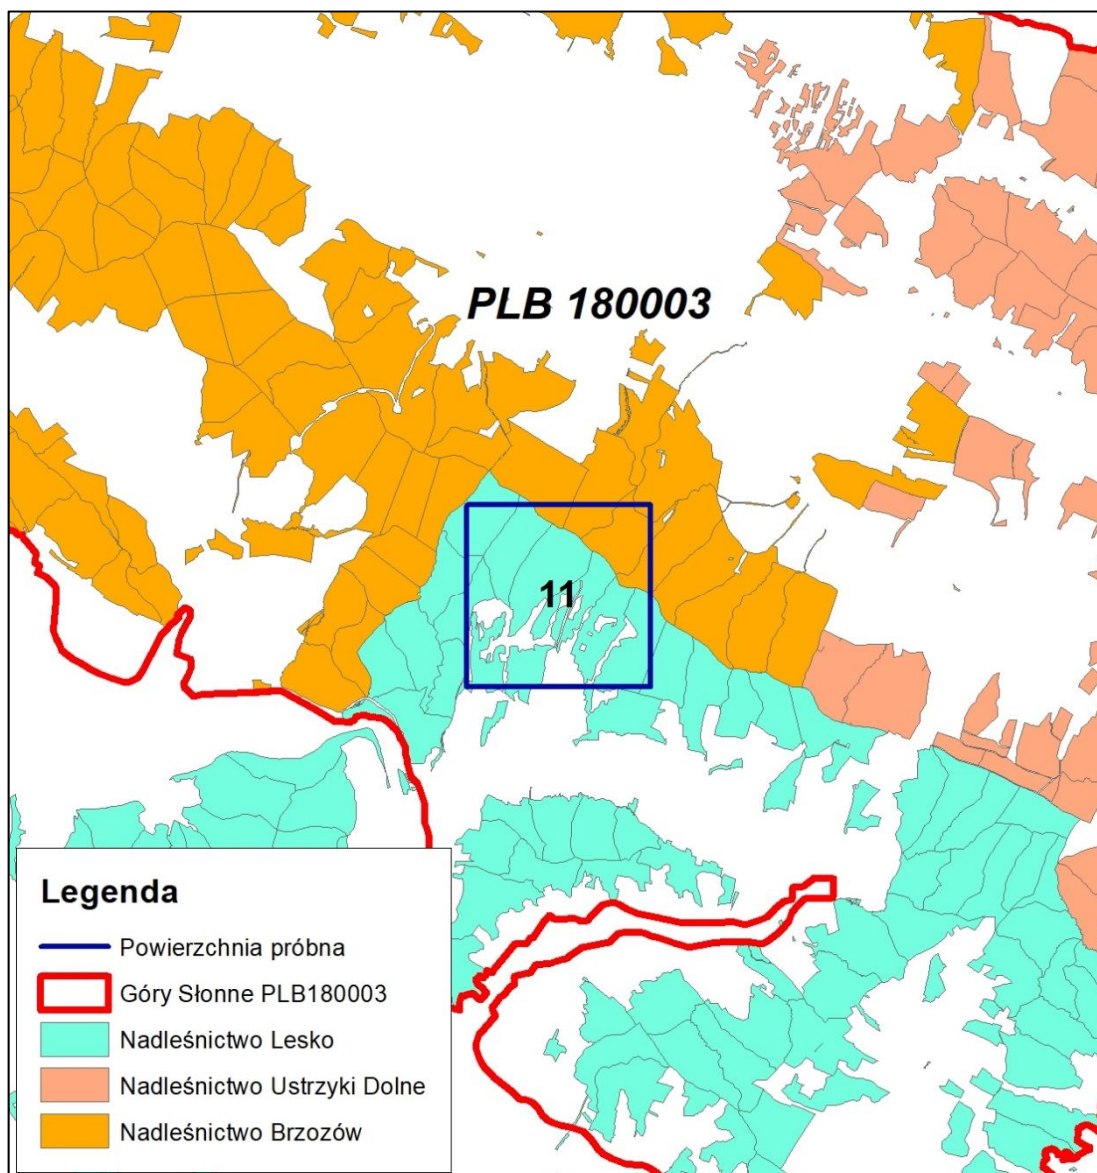 PLB 180003
11
Legenda
Powierzchnia próbna
Góry Słonne PLB180003
Nadleśnictwo Lesko
Nadleśnictwo Ustrzyki Dolne
Nadleśnictwo Brzozów